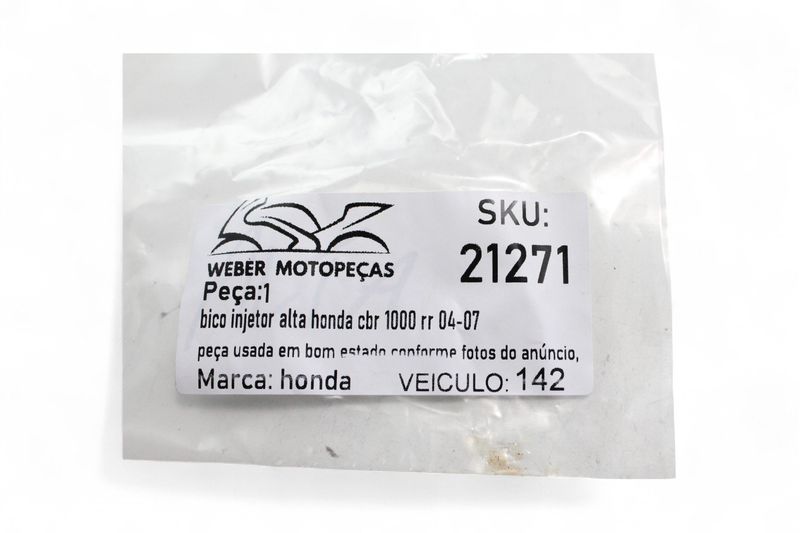 SKU:
21271
WEBER MOTOPEÇAS
Peça:1
bico injetor alta honda cbr 1000 rr 04-07
peça usada em bom estado conforme fotos do anúncio,
Marca: honda VEICULO: 142